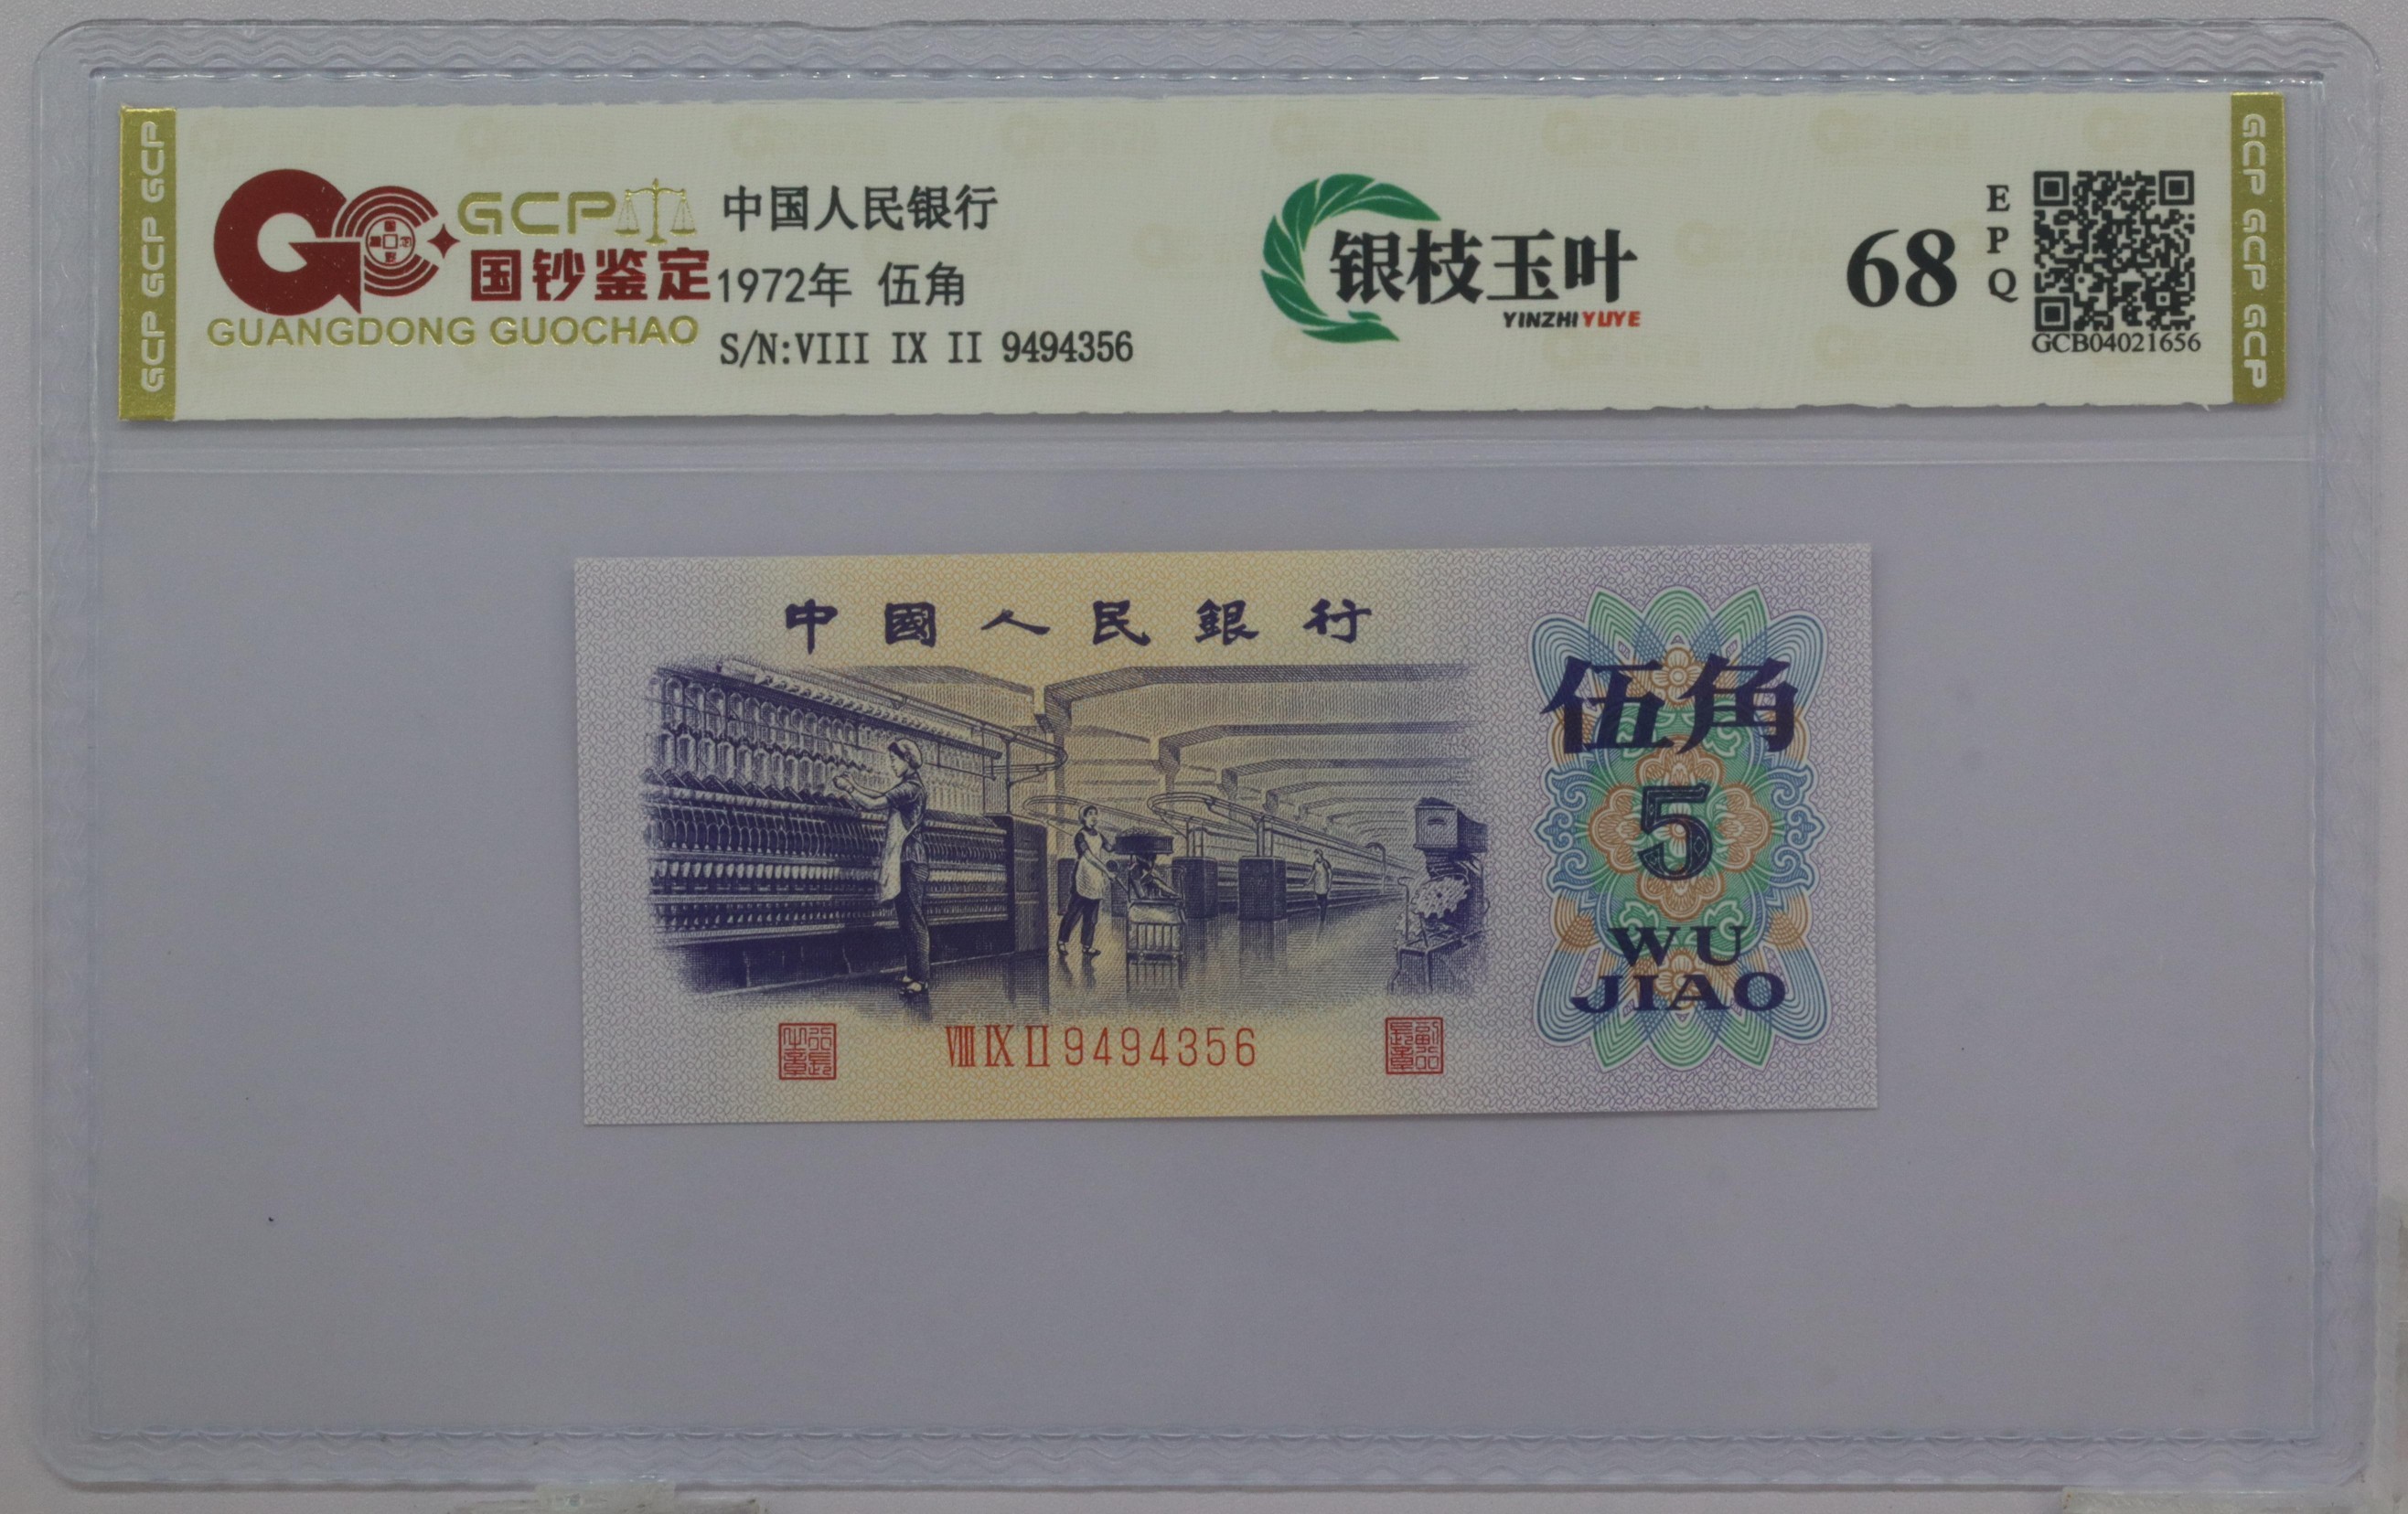 GCP GCP GCP
GCP
国钞鉴定
GUANGDONG GUOCHAO
中国人民银行
1972年 伍角
S/N:VIII IX II 9494356
银枝玉叶
YINZHIYUYE
68
EPQ
GCB04021656
GCP GCP GCP
中國人民銀行
伍角
5
WU
JIAO
VIII IX II 9494356